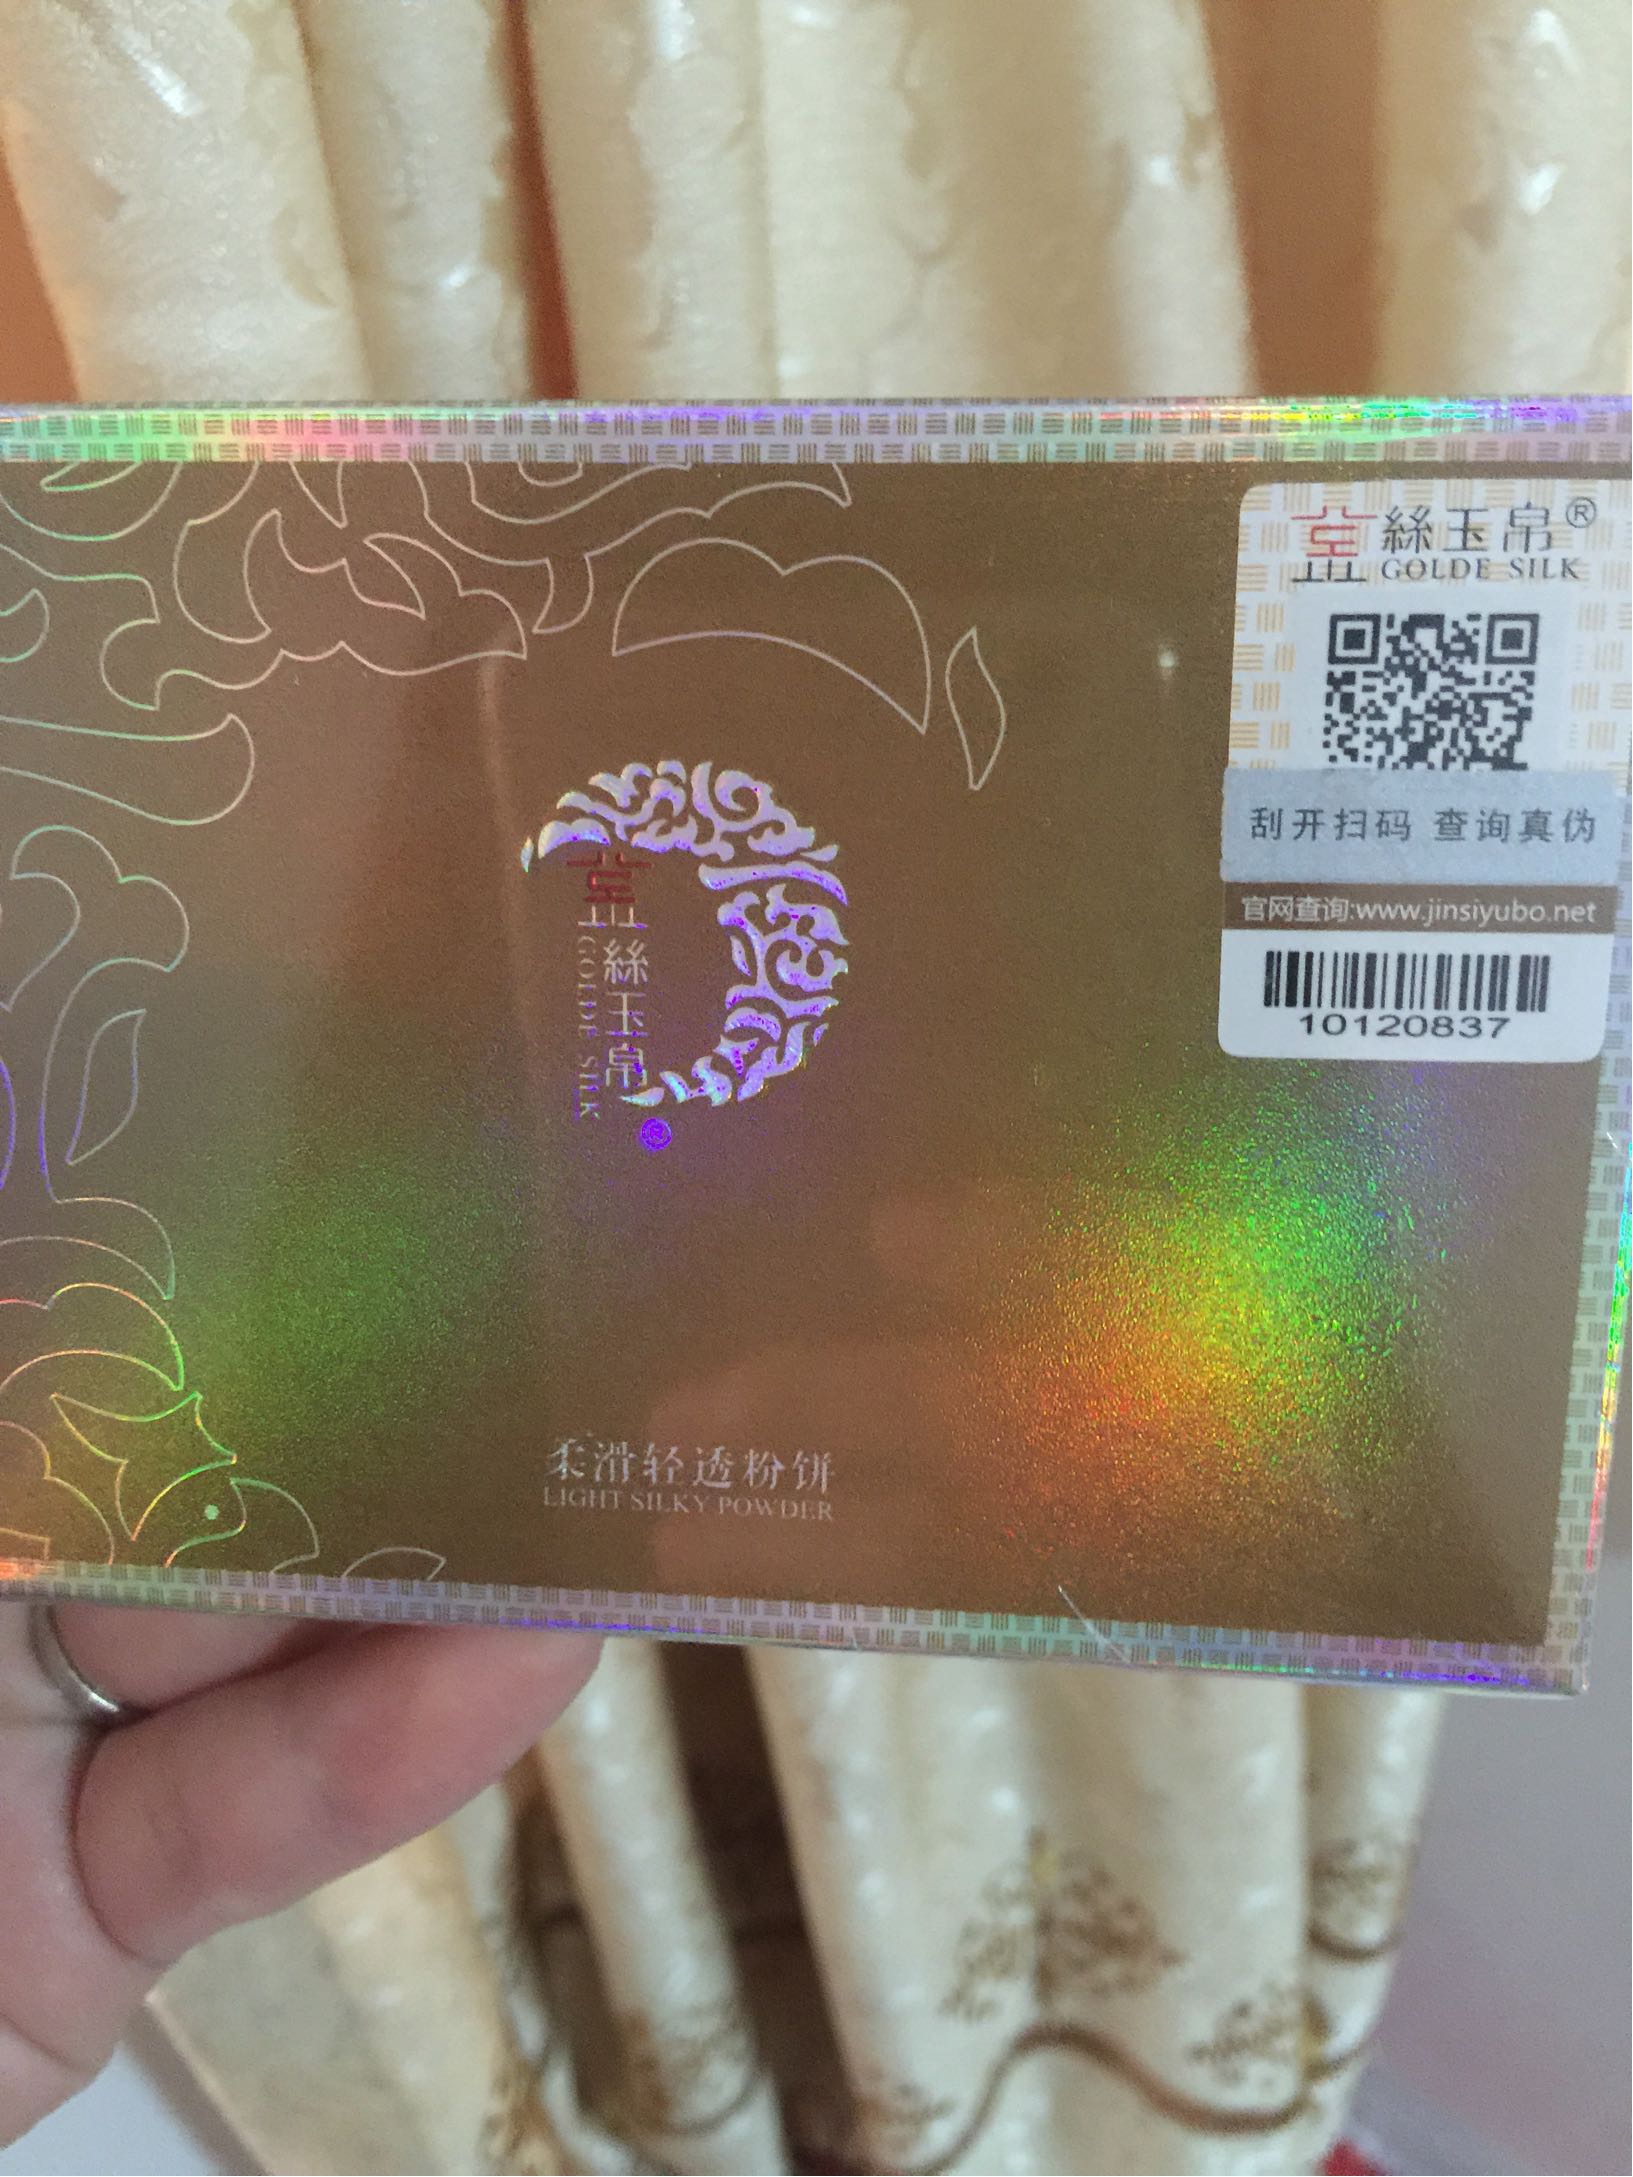 絲玉帛®
GOLDE SILK
刮开扫码 查询真伪
官网查询:www.jinsiyubo.net
10120837
絲玉帛
GOLDE SILK
®
柔滑轻透粉饼
LIGHT SILKY POWDER